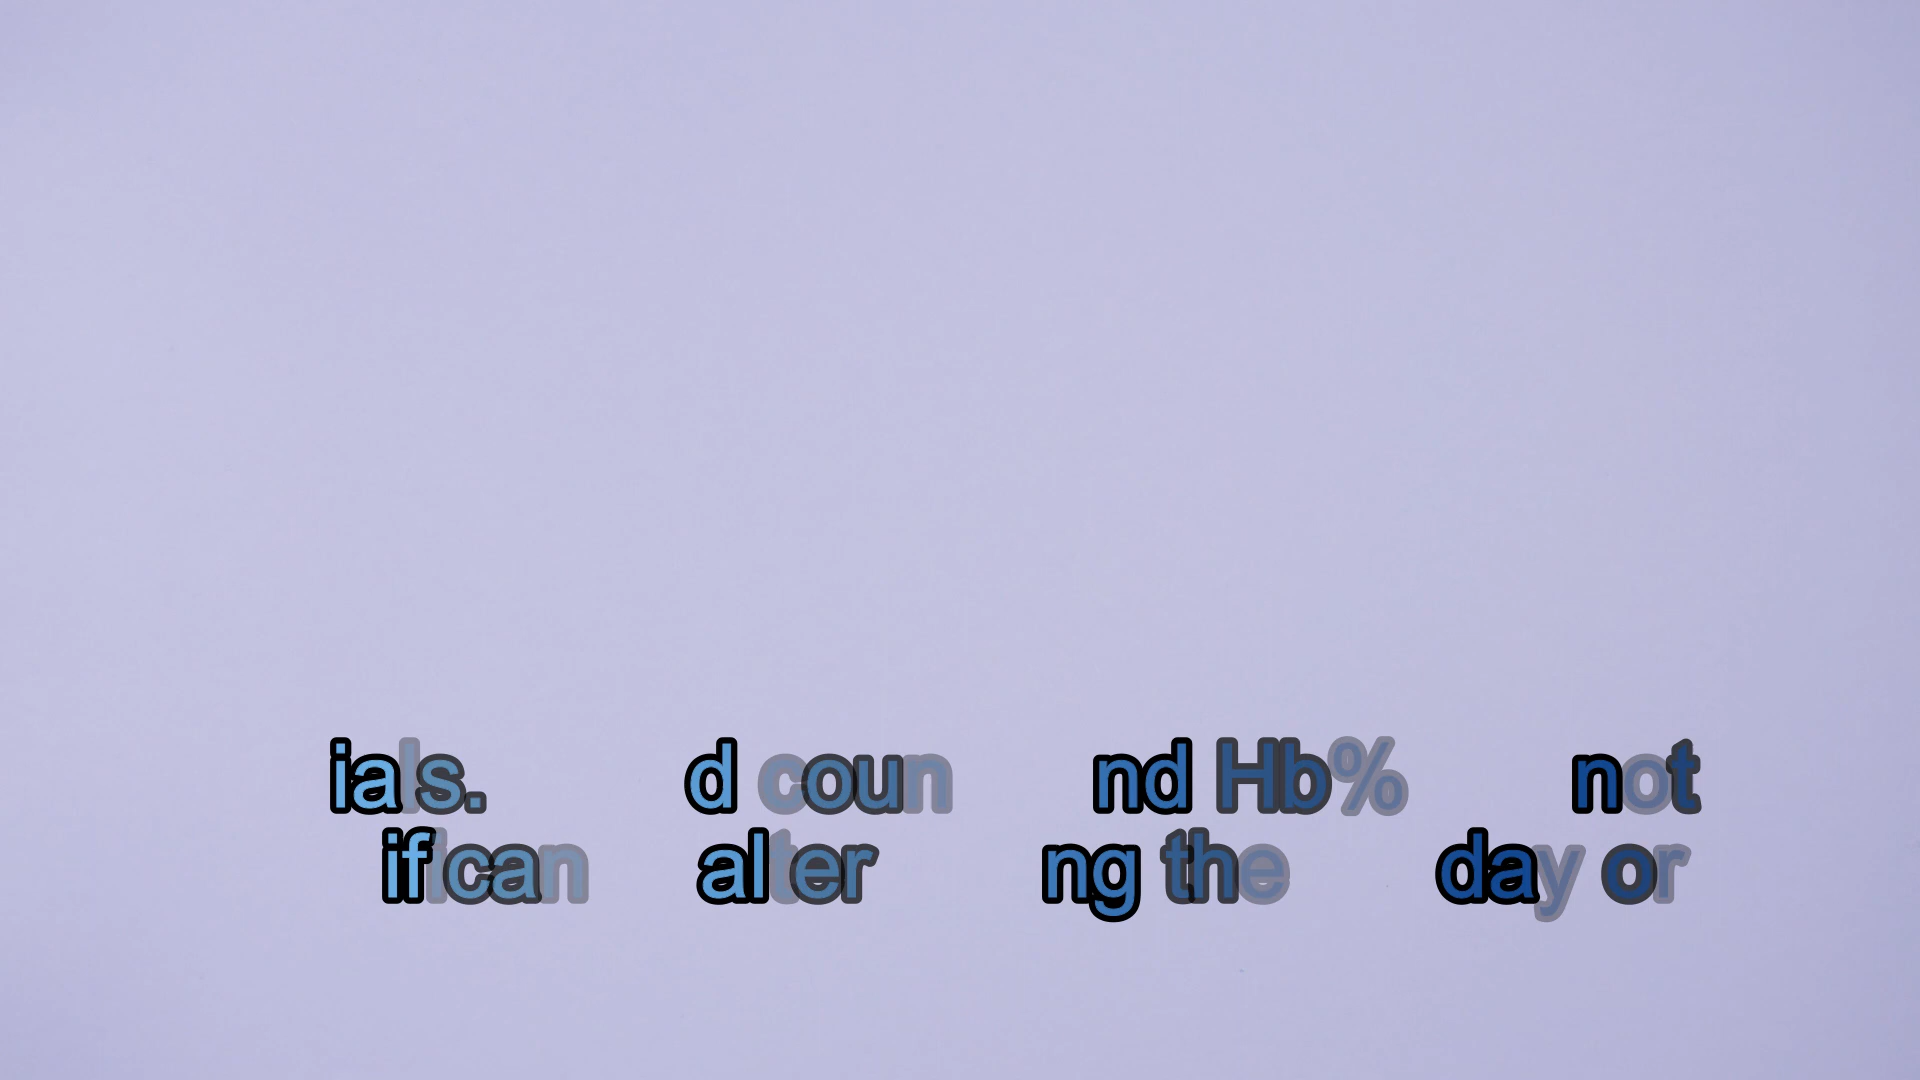 ials. d coun nd Hb% not
ifican alter ng the day or